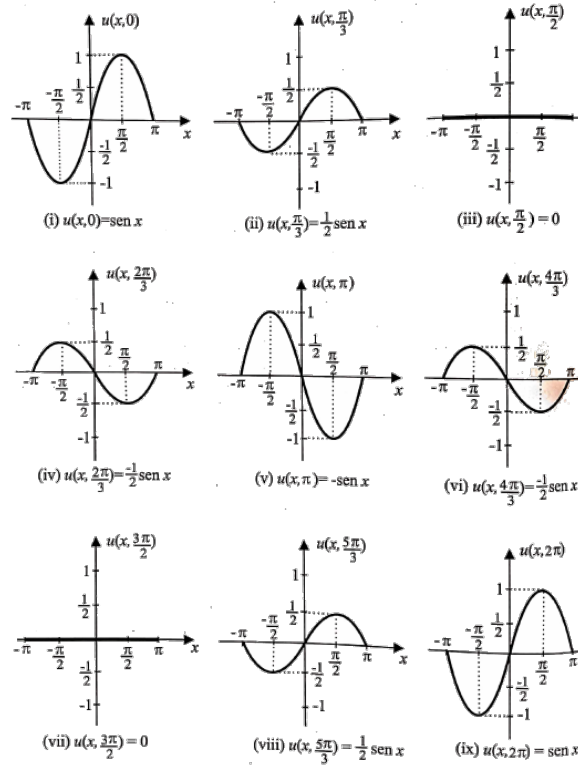 u(x,0)
1
1/2
-π
-π/2
π/2
π
x
-1/2
-1
(i) u(x,0)=sen x
u(x,π/3)
1
1/2
-π
-π/2
π/2
π
x
-1/2
-1
(ii) u(x,π/3)=1/2 sen x
u(x,π/2)
1
1/2
-π
-π/2
π/2
-1/2
-1
(iii) u(x,π/2) = 0
u(x,2π/3)
1
1/2
π/2
π
-π
-π/2
x
-1/2
-1
(iv) u(x,2π/3)=-1/2 sen x
u(x,π)
1
1/2
π/2
π
-π
-π/2
x
-1/2
-1
(v) u(x,π)=-sen x
u(x,4π/3)
1
1/2
π/2
π
-π
-π/2
-1/2
-1
(vi) u(x,4π/3)=-1/2 sen x
u(x,3π/2)
1
1/2
-π
-π/2
π/2
π
x
-1/2
-1
(vii) u(x,3π/2) = 0
u(x,5π/3)
1
1/2
-π
-π/2
π/2
π
x
-1/2
-1
(viii) u(x,5π/3) = 1/2 sen x
u(x,2π)
1
1/2
-π
-π/2
π/2
π
-1/2
-1
(ix) u(x,2π) = sen x